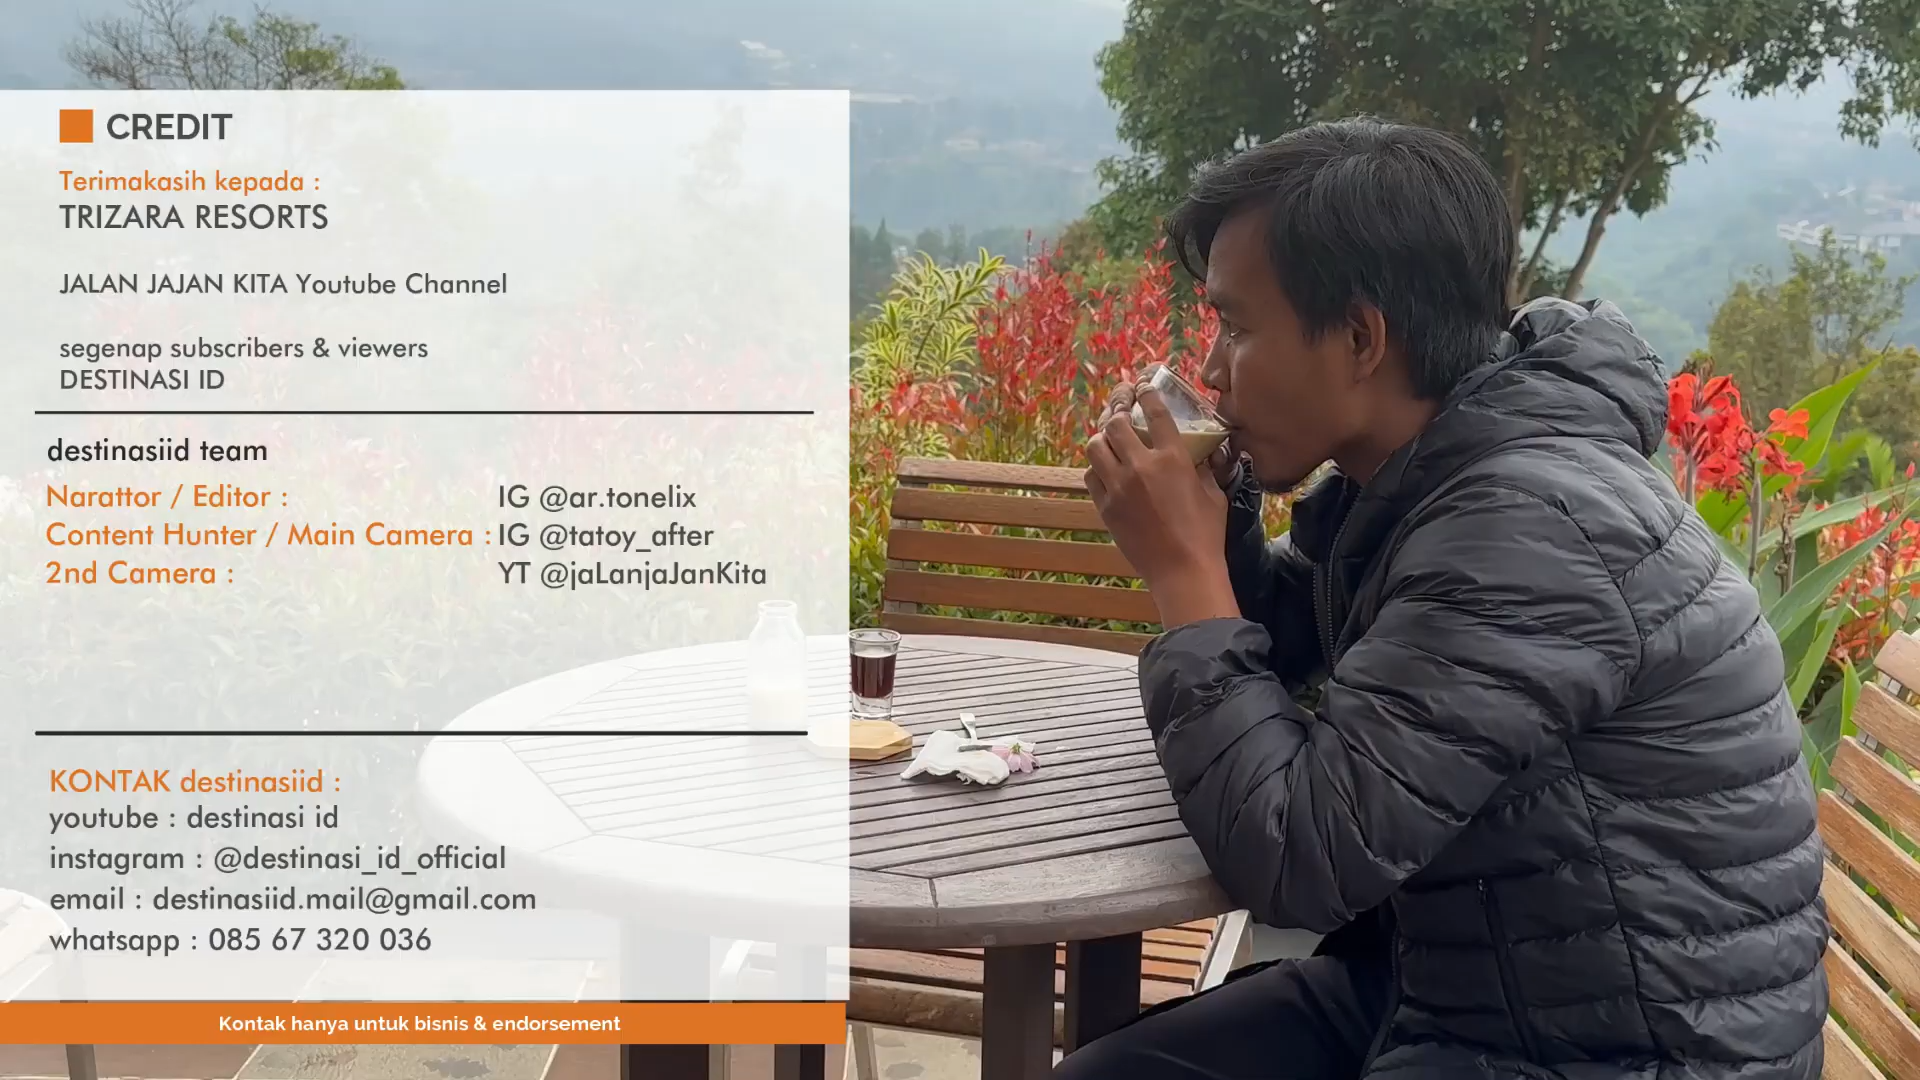 CREDIT
Terimakasih kepada :
TRIZARA RESORTS
JALAN JAJAN KITA Youtube Channel
segenap subscribers & viewers
DESTINASI ID
destinasiid team
Narattor / Editor : IG @ar.tonelix
Content Hunter / Main Camera : IG @tatoy_after
2nd Camera : YT @jaLanjaJanKita
KONTAK destinasiid :
youtube : destinasi id
instagram : @destinasi_id_official
email : destinasiid.mail@gmail.com
whatsapp : 085 67 320 036
Kontak hanya untuk bisnis & endorsement